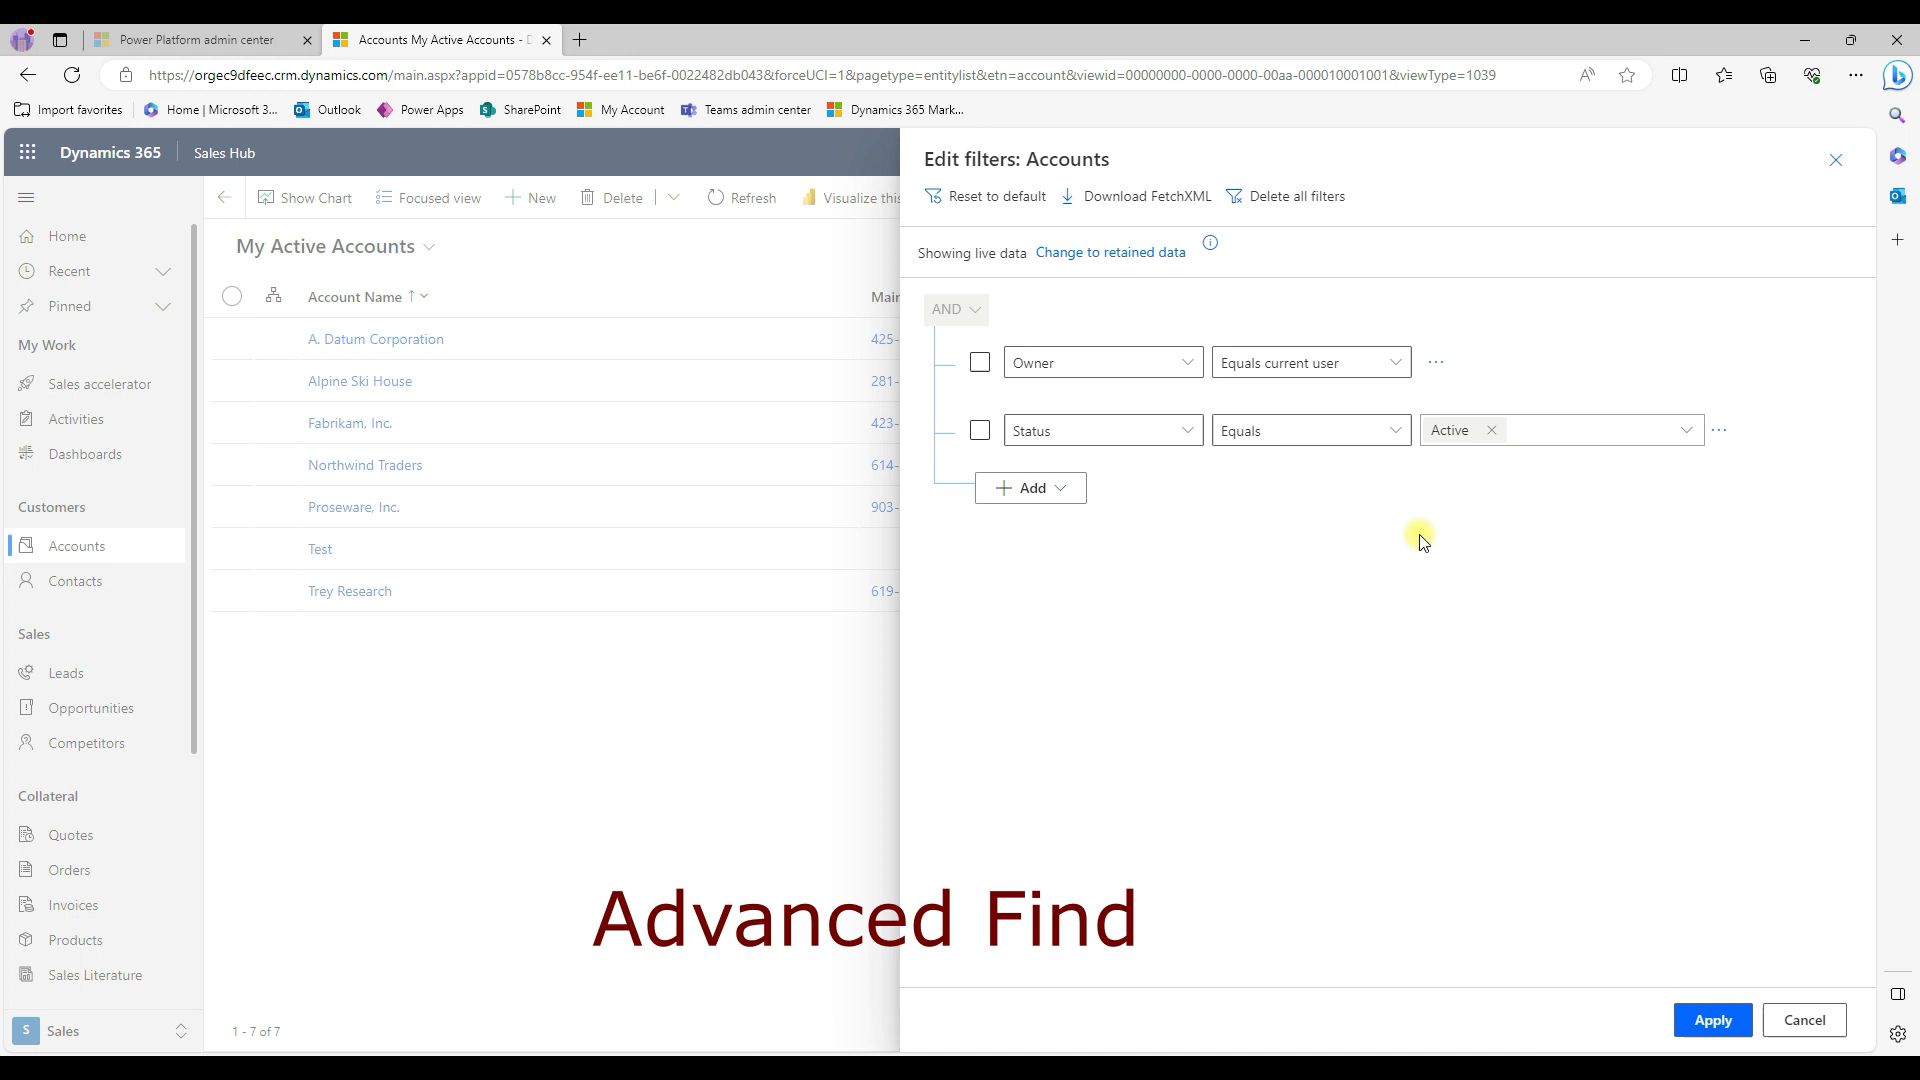 Power Platform admin center
Accounts My Active Accounts -
https://orgec9dfeec.crm.dynamics.com/main.aspx?appid=0578b8cc-954f-ee11-be6f-0022482db043&forceUCI=1&pagetype=entitylist&etn=account&viewid=00000000-0000-0000-00aa-000010001001&viewType=1039
Import favorites
Home | Microsoft 3...
Outlook
Power Apps
SharePoint
My Account
Teams admin center
Dynamics 365 Mark...
Dynamics 365
Sales Hub
Show Chart
Focused view
New
Delete
Refresh
Visualize this
Home
Recent
Pinned
My Work
Sales accelerator
Activities
Dashboards
Customers
Accounts
Contacts
Sales
Leads
Opportunities
Competitors
Collateral
Quotes
Orders
Invoices
Products
Sales Literature
S
Sales
My Active Accounts
Account Name ↑
Main
A. Datum Corporation
425-
Alpine Ski House
281-
Fabrikam, Inc.
423-
Northwind Traders
614-
Proseware, Inc.
903-
Test
Trey Research
619-
1 - 7 of 7
Edit filters: Accounts
Reset to default
Download FetchXML
Delete all filters
Showing live data
Change to retained data
AND
Owner
Equals current user
Status
Equals
Active
Add
Advanced Find
Apply
Cancel